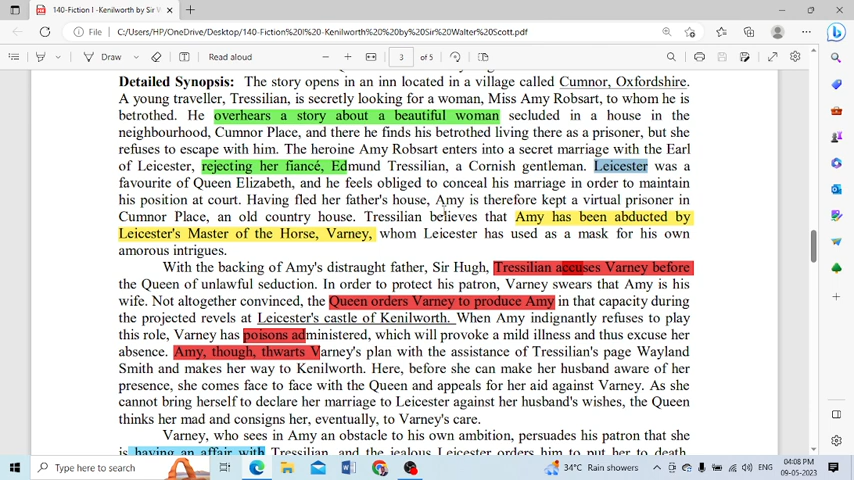 140-Fiction I - Kenilworth by Sir W
File C:/Users/HP/OneDrive/Desktop/140-Fiction%20I%20-%20Kenilworth%20%20by%20Sir%20Walter%20Scott.pdf
Draw Read aloud 3 of 5
Detailed Synopsis: The story opens in an inn located in a village called Cumnor, Oxfordshire.
A young traveller, Tressilian, is secretly looking for a woman, Miss Amy Robsart, to whom he is
betrothed. He overhears a story about a beautiful woman secluded in a house in the
neighbourhood, Cumnor Place, and there he finds his betrothed living there as a prisoner, but she
refuses to escape with him. The heroine Amy Robsart enters into a secret marriage with the Earl
of Leicester, rejecting her fiancé, Edmund Tressilian, a Cornish gentleman. Leicester was a
favourite of Queen Elizabeth, and he feels obliged to conceal his marriage in order to maintain
his position at court. Having fled her father's house, Amy is therefore kept a virtual prisoner in
Cumnor Place, an old country house. Tressilian believes that Amy has been abducted by
Leicester's Master of the Horse, Varney, whom Leicester has used as a mask for his own
amorous intrigues.
With the backing of Amy's distraught father, Sir Hugh, Tressilian accuses Varney before
the Queen of unlawful seduction. In order to protect his patron, Varney swears that Amy is his
wife. Not altogether convinced, the Queen orders Varney to produce Amy in that capacity during
the projected revels at Leicester's castle of Kenilworth. When Amy indignantly refuses to play
this role, Varney has poisons administered, which will provoke a mild illness and thus excuse her
absence. Amy, though, thwarts Varney's plan with the assistance of Tressilian's page Wayland
Smith and makes her way to Kenilworth. Here, before she can make her husband aware of her
presence, she comes face to face with the Queen and appeals for her aid against Varney. As she
cannot bring herself to declare her marriage to Leicester against her husband's wishes, the Queen
thinks her mad and consigns her, eventually, to Varney's care.
Varney, who sees in Amy an obstacle to his own ambition, persuades his patron that she
is having an affair with Tressilian, and the jealous Leicester orders him to put her to death.
Type here to search 34°C Rain showers ENG 04:08 PM
09-05-2023